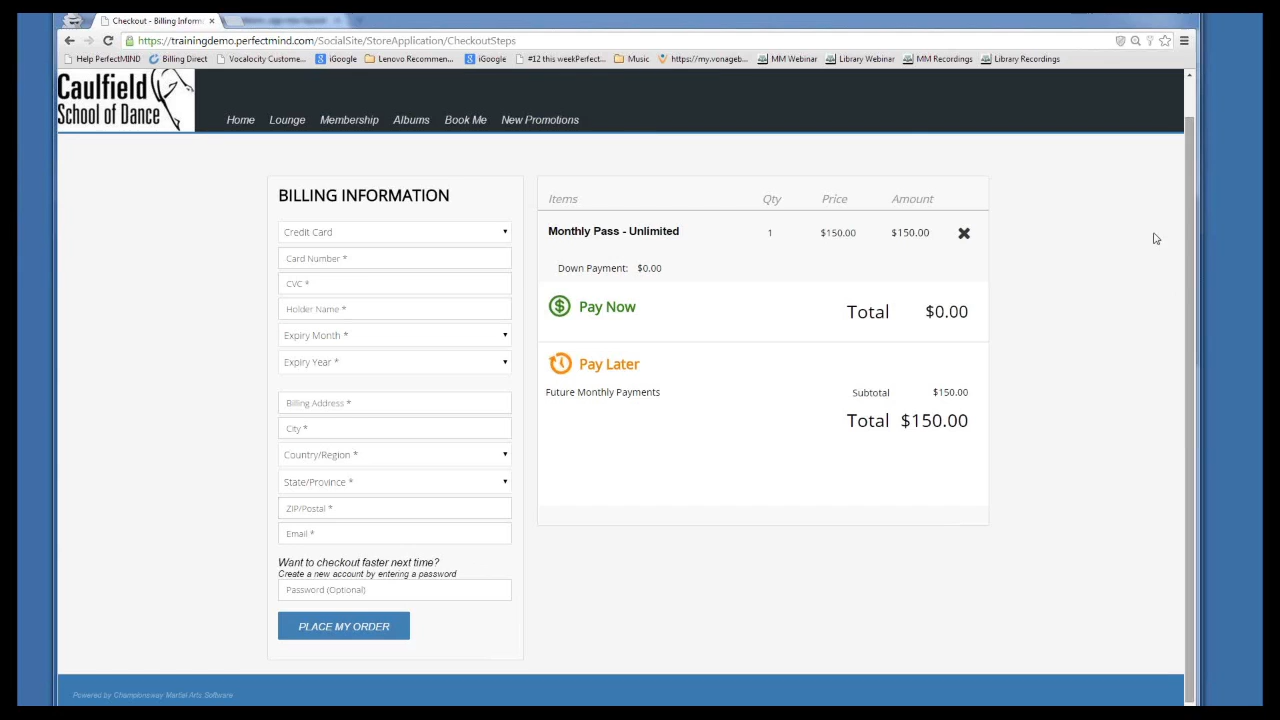 Checkout - Billing Inform
https://trainingdemo.perfectmind.com/SocialSite/StoreApplication/CheckoutSteps
Help PerfectMIND Billing Direct Vocalocity Custome... iGoogle Lenovo Recommen... iGoogle #12 this weekPerfect... Music https://my.vonageb... MM Webinar Library Webinar MM Recordings Library Recordings
Caulfield
School of Dance
Home Lounge Membership Albums Book Me New Promotions
BILLING INFORMATION
Credit Card
Card Number *
CVC *
Holder Name *
Expiry Month *
Expiry Year *
Billing Address *
City *
Country/Region *
State/Province *
ZIP/Postal *
Email *
Want to checkout faster next time?
Create a new account by entering a password
Password (Optional)
PLACE MY ORDER
Items Qty Price Amount
Monthly Pass - Unlimited 1 $150.00 $150.00
Down Payment: $0.00
Pay Now Total $0.00
Pay Later
Future Monthly Payments Subtotal $150.00
Total $150.00
Powered by Championsway Martial Arts Software